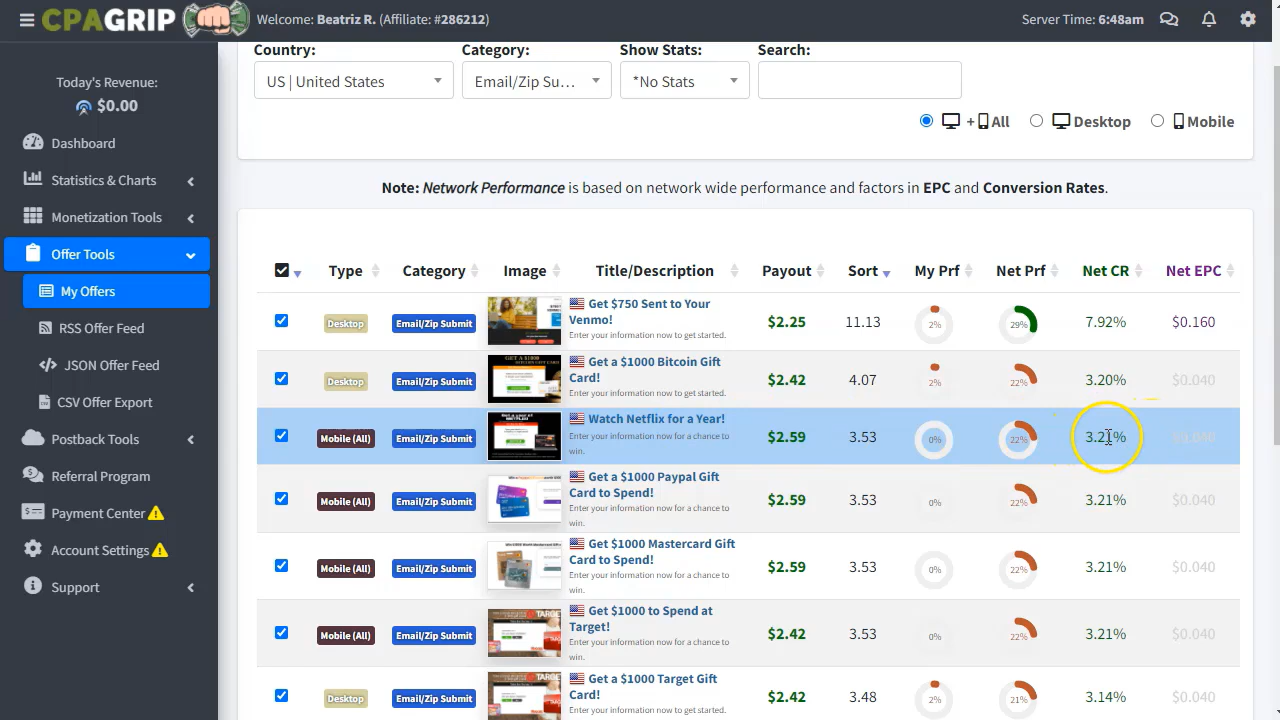 CPAGRIP
Welcome: Beatriz R. (Affiliate: #286212)
Server Time: 6:48am
Today's Revenue:
$0.00
Dashboard
Statistics & Charts
Monetization Tools
Offer Tools
My Offers
RSS Offer Feed
JSON Offer Feed
CSV Offer Export
Postback Tools
Referral Program
Payment Center
Account Settings
Support
Country: Category: Show Stats: Search:
US | United States Email/Zip Su... *No Stats
+ All Desktop Mobile
Note: Network Performance is based on network wide performance and factors in EPC and Conversion Rates.
Type Category Image Title/Description Payout Sort My Prf Net Prf Net CR Net EPC
Desktop Email/Zip Submit Get $750 Sent to Your
Venmo!
Enter your information now to get started.
$2.25 11.13 2% 29% 7.92% $0.160
Desktop Email/Zip Submit Get a $1000 Bitcoin Gift
Card!
Enter your information now to get started.
$2.42 4.07 2% 22% 3.20% $0.040
Mobile (All) Email/Zip Submit Watch Netflix for a Year!
Enter your information now for a chance to
win.
$2.59 3.53 0% 22% 3.21% $0.040
Mobile (All) Email/Zip Submit Get a $1000 Paypal Gift
Card to Spend!
Enter your information now for a chance to
win.
$2.59 3.53 0% 22% 3.21% $0.040
Mobile (All) Email/Zip Submit Get $1000 Mastercard Gift
Card to Spend!
Enter your information now for a chance to
win.
$2.59 3.53 0% 22% 3.21% $0.040
Mobile (All) Email/Zip Submit Get $1000 to Spend at
Target!
Enter your information now for a chance to
win.
$2.42 3.53 0% 22% 3.21% $0.040
Desktop Email/Zip Submit Get a $1000 Target Gift
Card!
Enter your information now to get started.
$2.42 3.48 2% 21% 3.14% $0.040